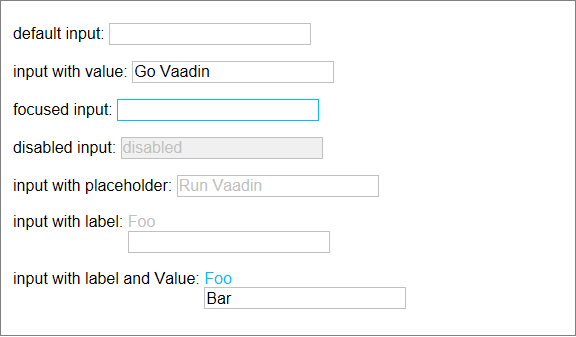 default input:
input with value: Go Vaadin
focused input:
disabled input: disabled
input with placeholder: Run Vaadin
input with label: Foo
input with label and Value: Foo
Bar